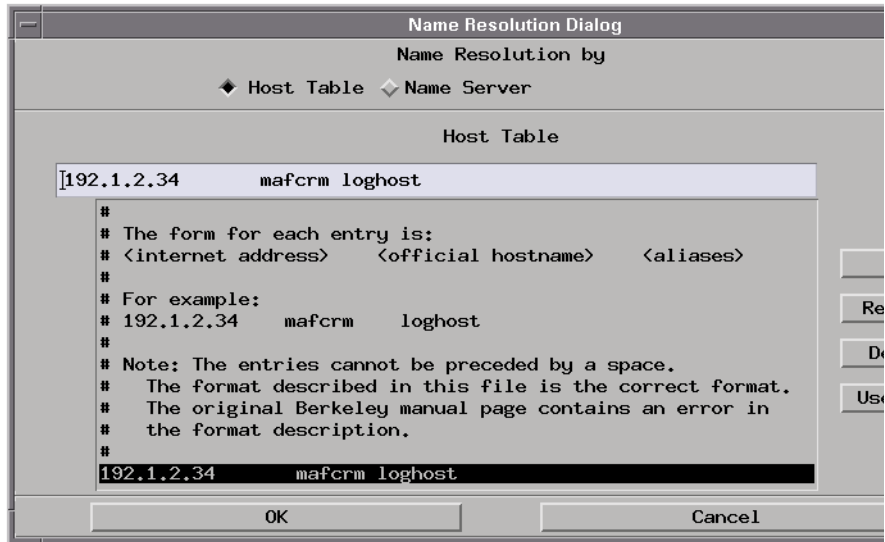 Name Resolution Dialog
Name Resolution by
Host Table Name Server
Host Table
192.1.2.34 mafcrm loghost
#
# The form for each entry is:
# <internet address> <official hostname> <aliases>
#
# For example:
# 192.1.2.34 mafcrm loghost
#
# Note: The entries cannot be preceded by a space.
# The format described in this file is the correct format.
# The original Berkeley manual page contains an error in
# the format description.
#
192.1.2.34 mafcrm loghost
Re
De
Use
OK Cancel